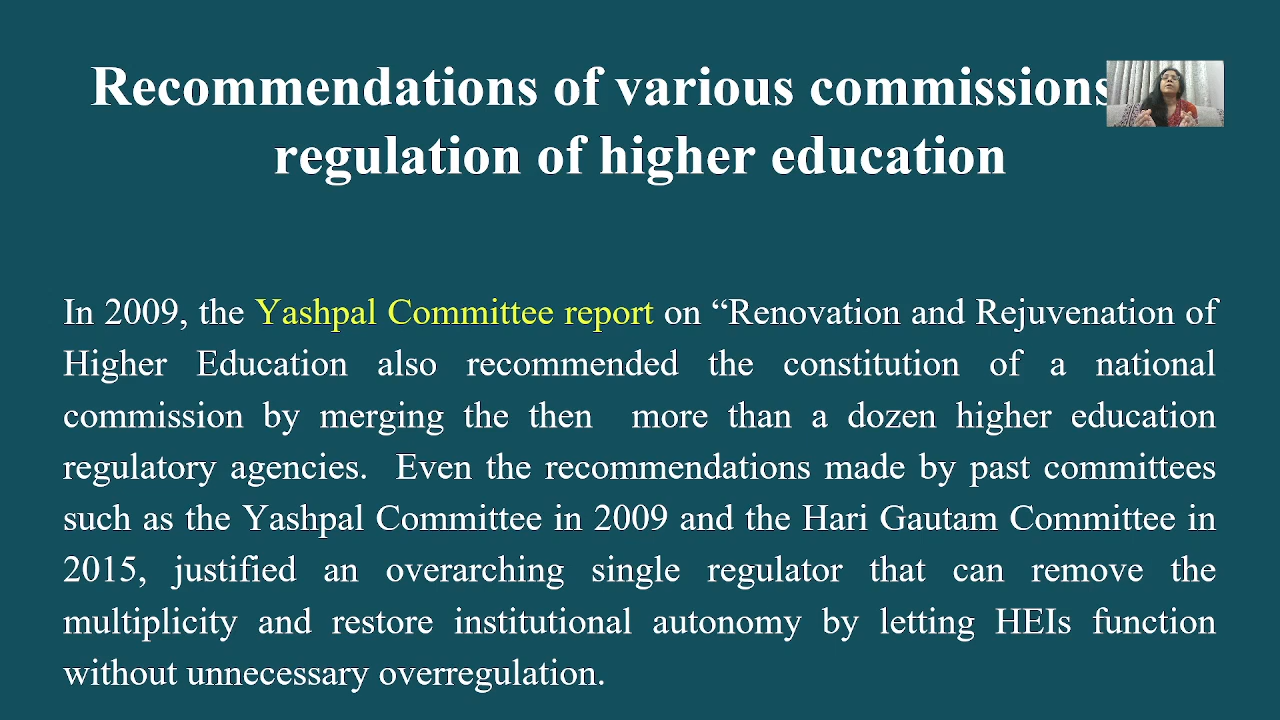 Recommendations of various commissions
regulation of higher education
In 2009, the Yashpal Committee report on “Renovation and Rejuvenation of
Higher Education also recommended the constitution of a national
commission by merging the then more than a dozen higher education
regulatory agencies. Even the recommendations made by past committees
such as the Yashpal Committee in 2009 and the Hari Gautam Committee in
2015, justified an overarching single regulator that can remove the
multiplicity and restore institutional autonomy by letting HEIs function
without unnecessary overregulation.